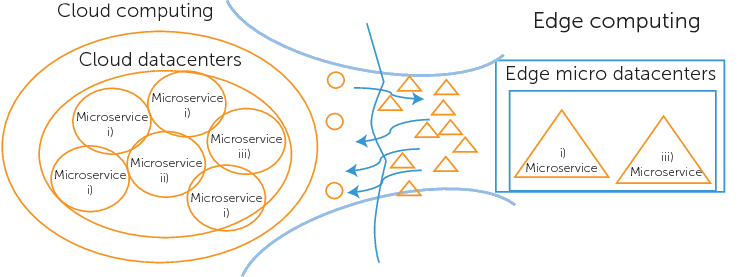 Cloud computing
Edge computing
Cloud datacenters
Edge micro datacenters
Microservice
i)
Microservice
i)
Microservice
iii)
Microservice
ii)
Microservice
i)
Microservice
i)
i)
Microservice
iii)
Microservice